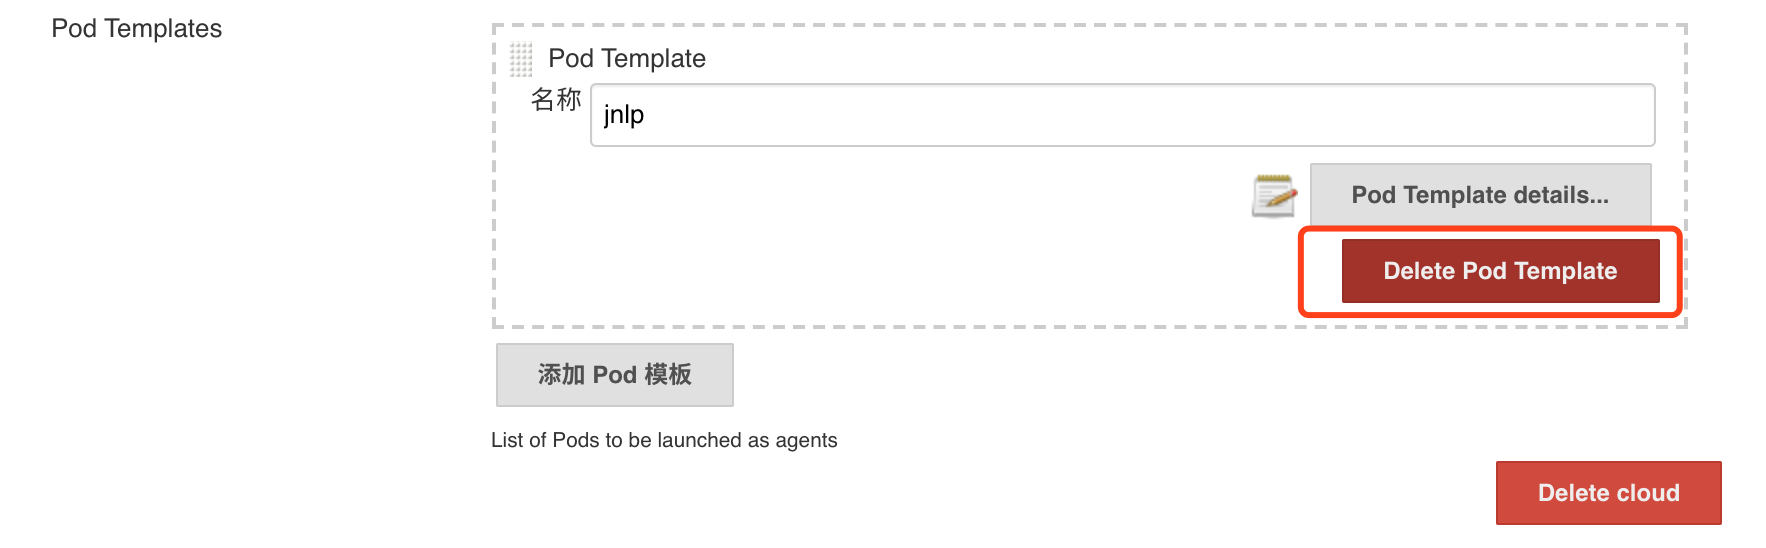 Pod Templates
Pod Template
名称
jnlp
Pod Template details...
Delete Pod Template
添加 Pod 模板
List of Pods to be launched as agents
Delete cloud